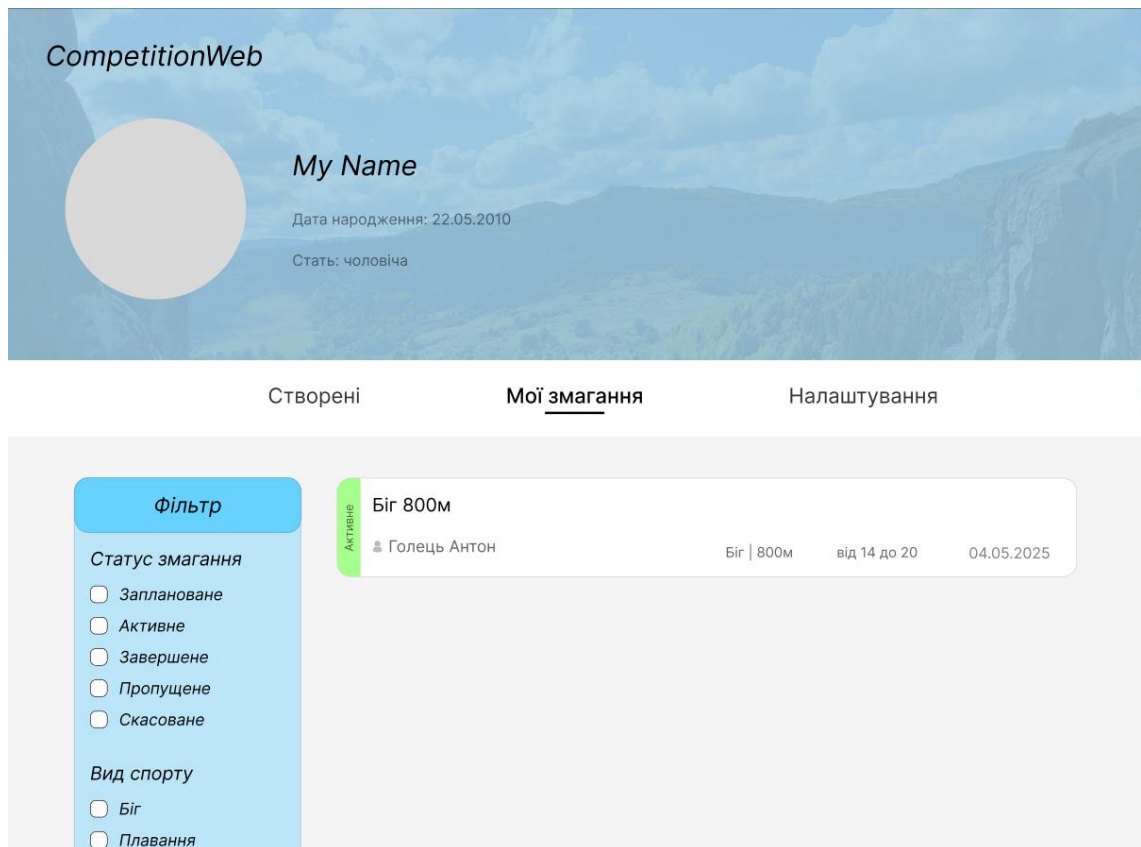 CompetitionWeb
My Name
Дата народження: 22.05.2010
Стать: чоловіча
Створені
Мої змагання
Налаштування
Фільтр
Статус змагання
Заплановане
Активне
Завершене
Пропущене
Скасоване
Вид спорту
Біг
Плавання
Активне
Біг 800м
Голець Антон
Біг | 800м
від 14 до 20
04.05.2025